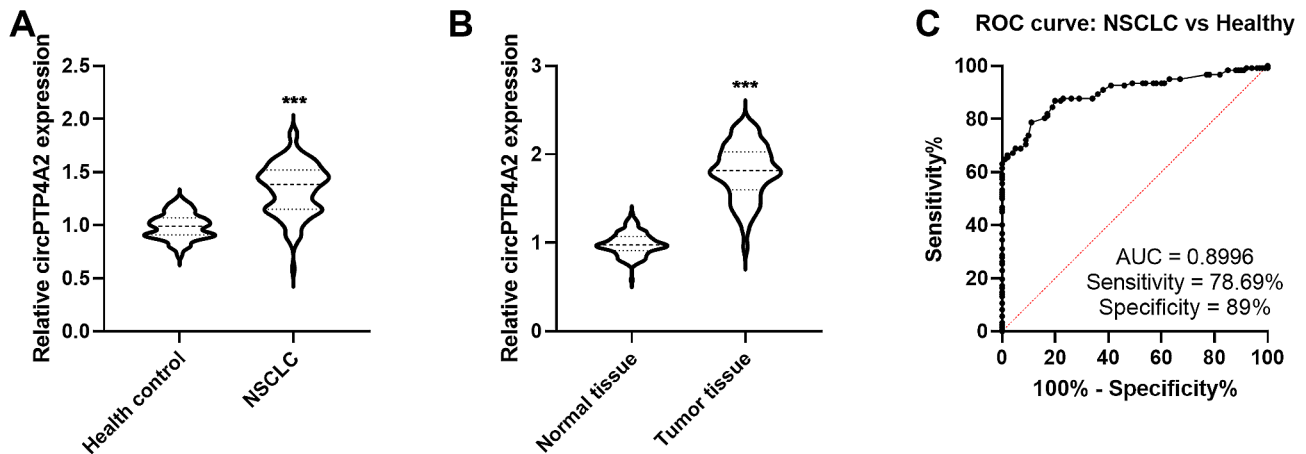 A
Relative circPTP4A2 expression
2.5
2.0
1.5
1.0
0.5
0.0
***
Health control
NSCLC
B
Relative circPTP4A2 expression
3
2
1
0
***
Normal tissue
Tumor tissue
C
ROC curve: NSCLC vs Healthy
Sensitivity%
100
80
60
40
20
0
AUC = 0.8996
Sensitivity = 78.69%
Specificity = 89%
0 20 40 60 80 100
100% - Specificity%